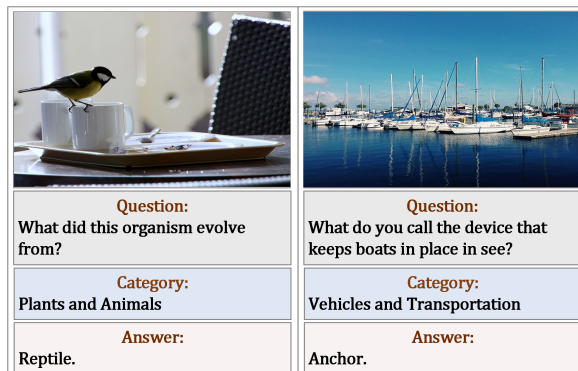 Question:
What did this organism evolve
from?
Category:
Plants and Animals
Answer:
Reptile.
Question:
What do you call the device that
keeps boats in place in see?
Category:
Vehicles and Transportation
Answer:
Anchor.